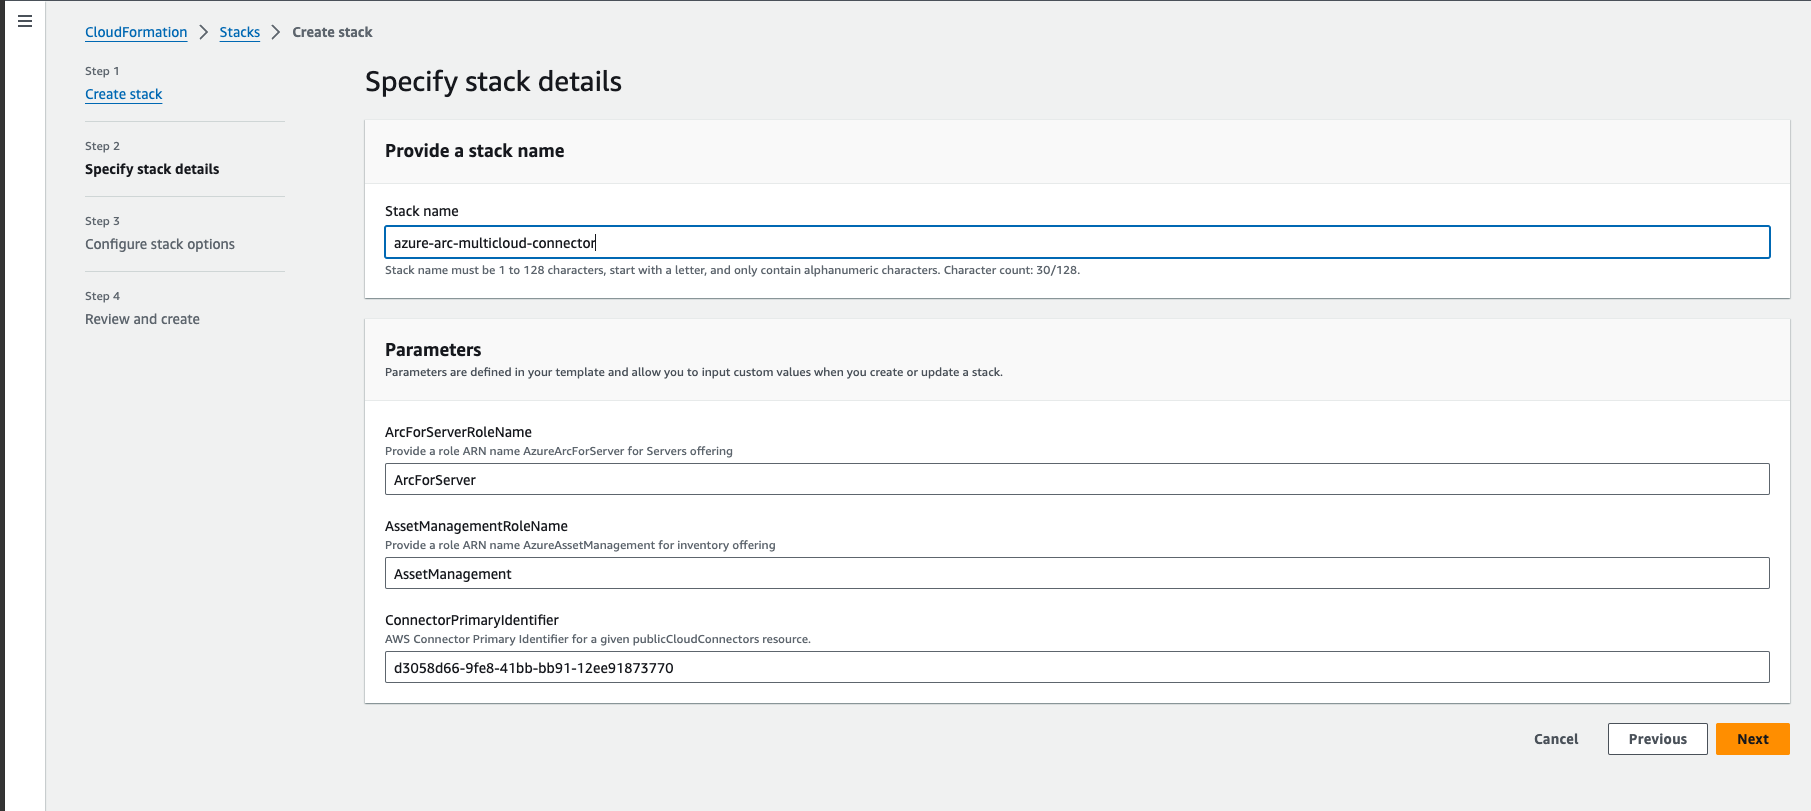 CloudFormation > Stacks > Create stack
Step 1
Create stack
Step 2
Specify stack details
Step 3
Configure stack options
Step 4
Review and create
Specify stack details
Provide a stack name
Stack name
azure-arc-multicloud-connector
Stack name must be 1 to 128 characters, start with a letter, and only contain alphanumeric characters. Character count: 30/128.
Parameters
Parameters are defined in your template and allow you to input custom values when you create or update a stack.
ArcForServerRoleName
Provide a role ARN name AzureArcForServer for Servers offering
ArcForServer
AssetManagementRoleName
Provide a role ARN name AzureAssetManagement for inventory offering
AssetManagement
ConnectorPrimaryIdentifier
AWS Connector Primary Identifier for a given publicCloudConnectors resource.
d3058d66-9fe8-41bb-bb91-12ee91873770
Cancel Previous Next